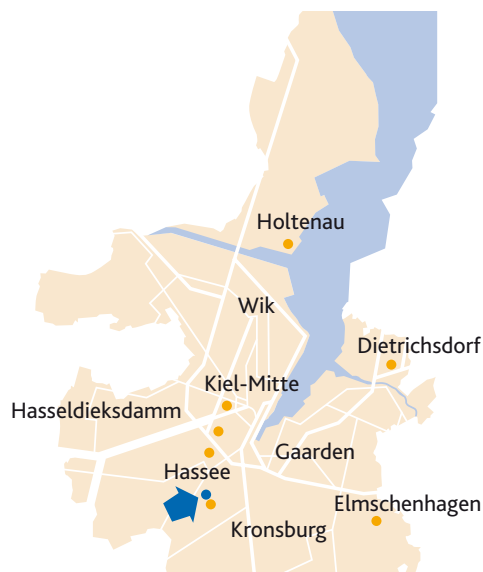 Holtenau
Wik
Dietrichsdorf
Kiel-Mitte
Hasseldieksdamm
Gaarden
Hassee
Elmschenhagen
Kronsburg